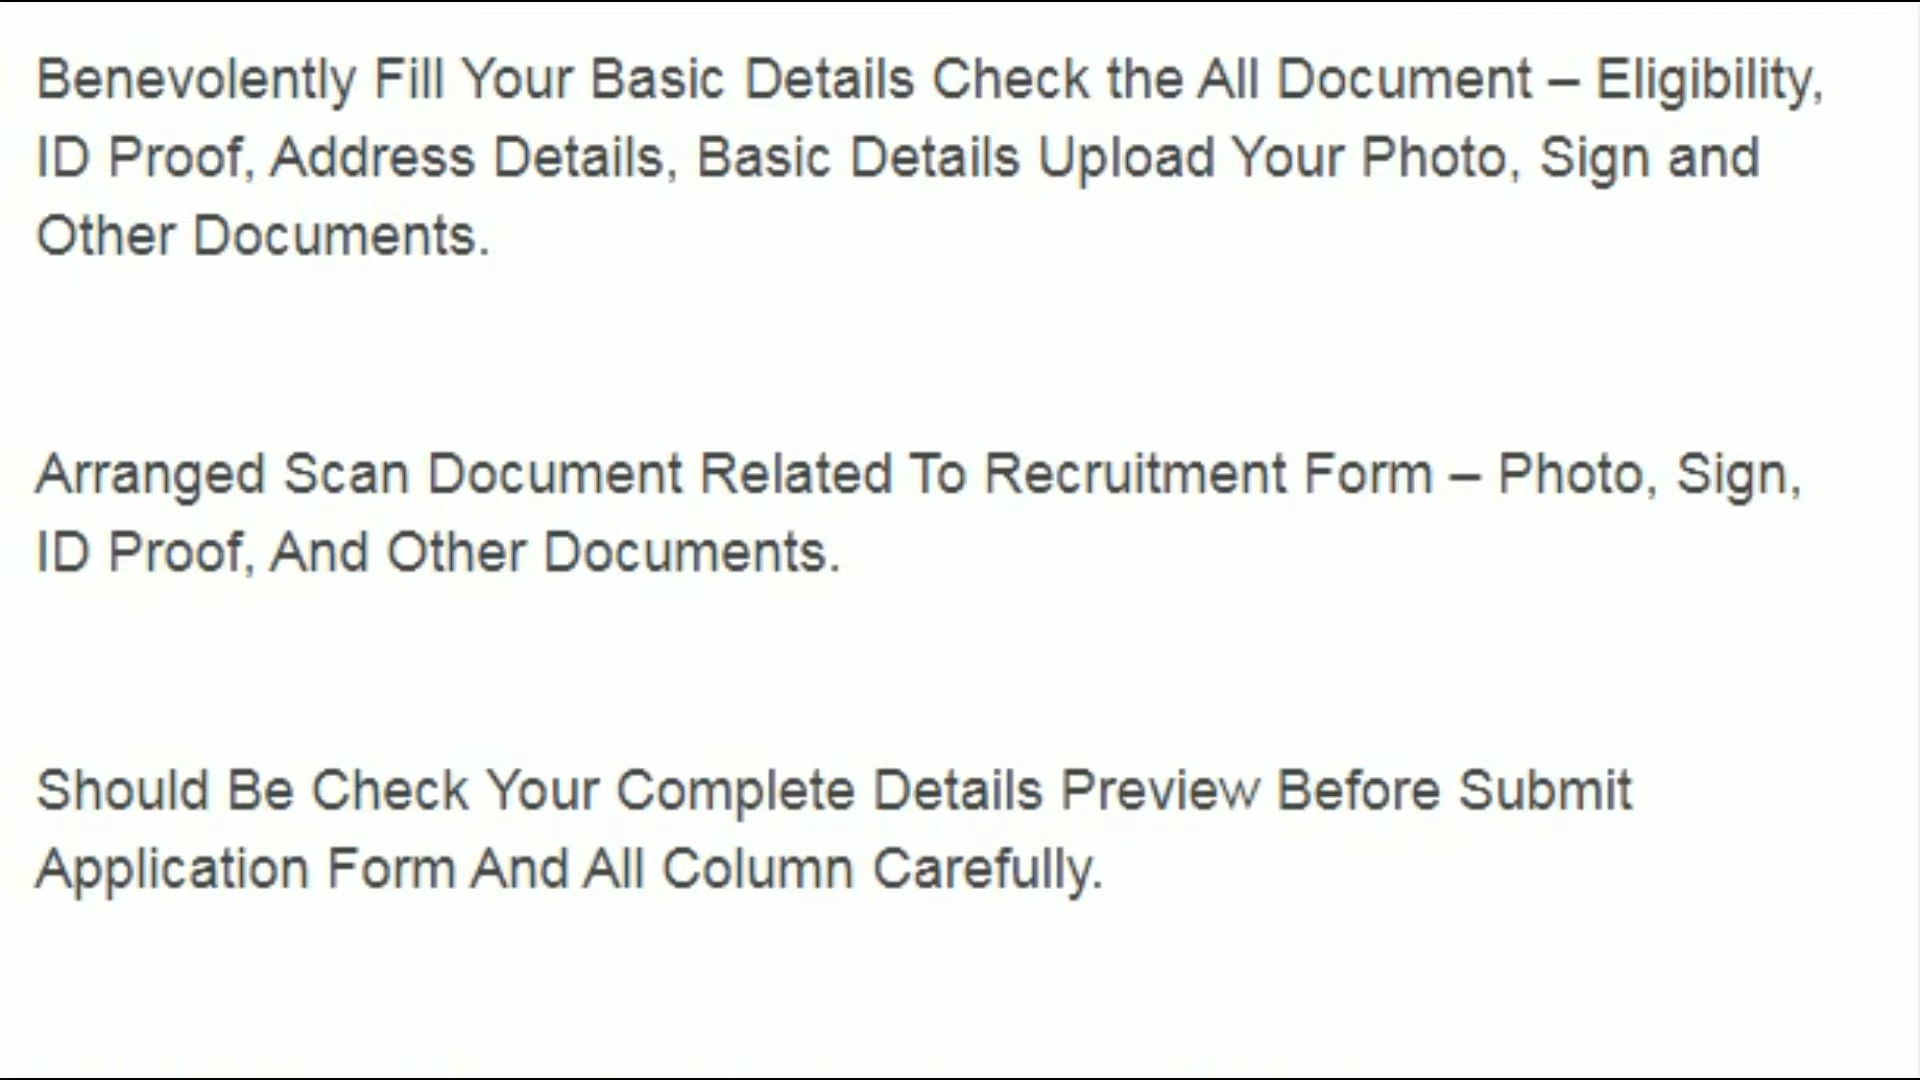 Benevolently Fill Your Basic Details Check the All Document – Eligibility,
ID Proof, Address Details, Basic Details Upload Your Photo, Sign and
Other Documents.
Arranged Scan Document Related To Recruitment Form – Photo, Sign,
ID Proof, And Other Documents.
Should Be Check Your Complete Details Preview Before Submit
Application Form And All Column Carefully.